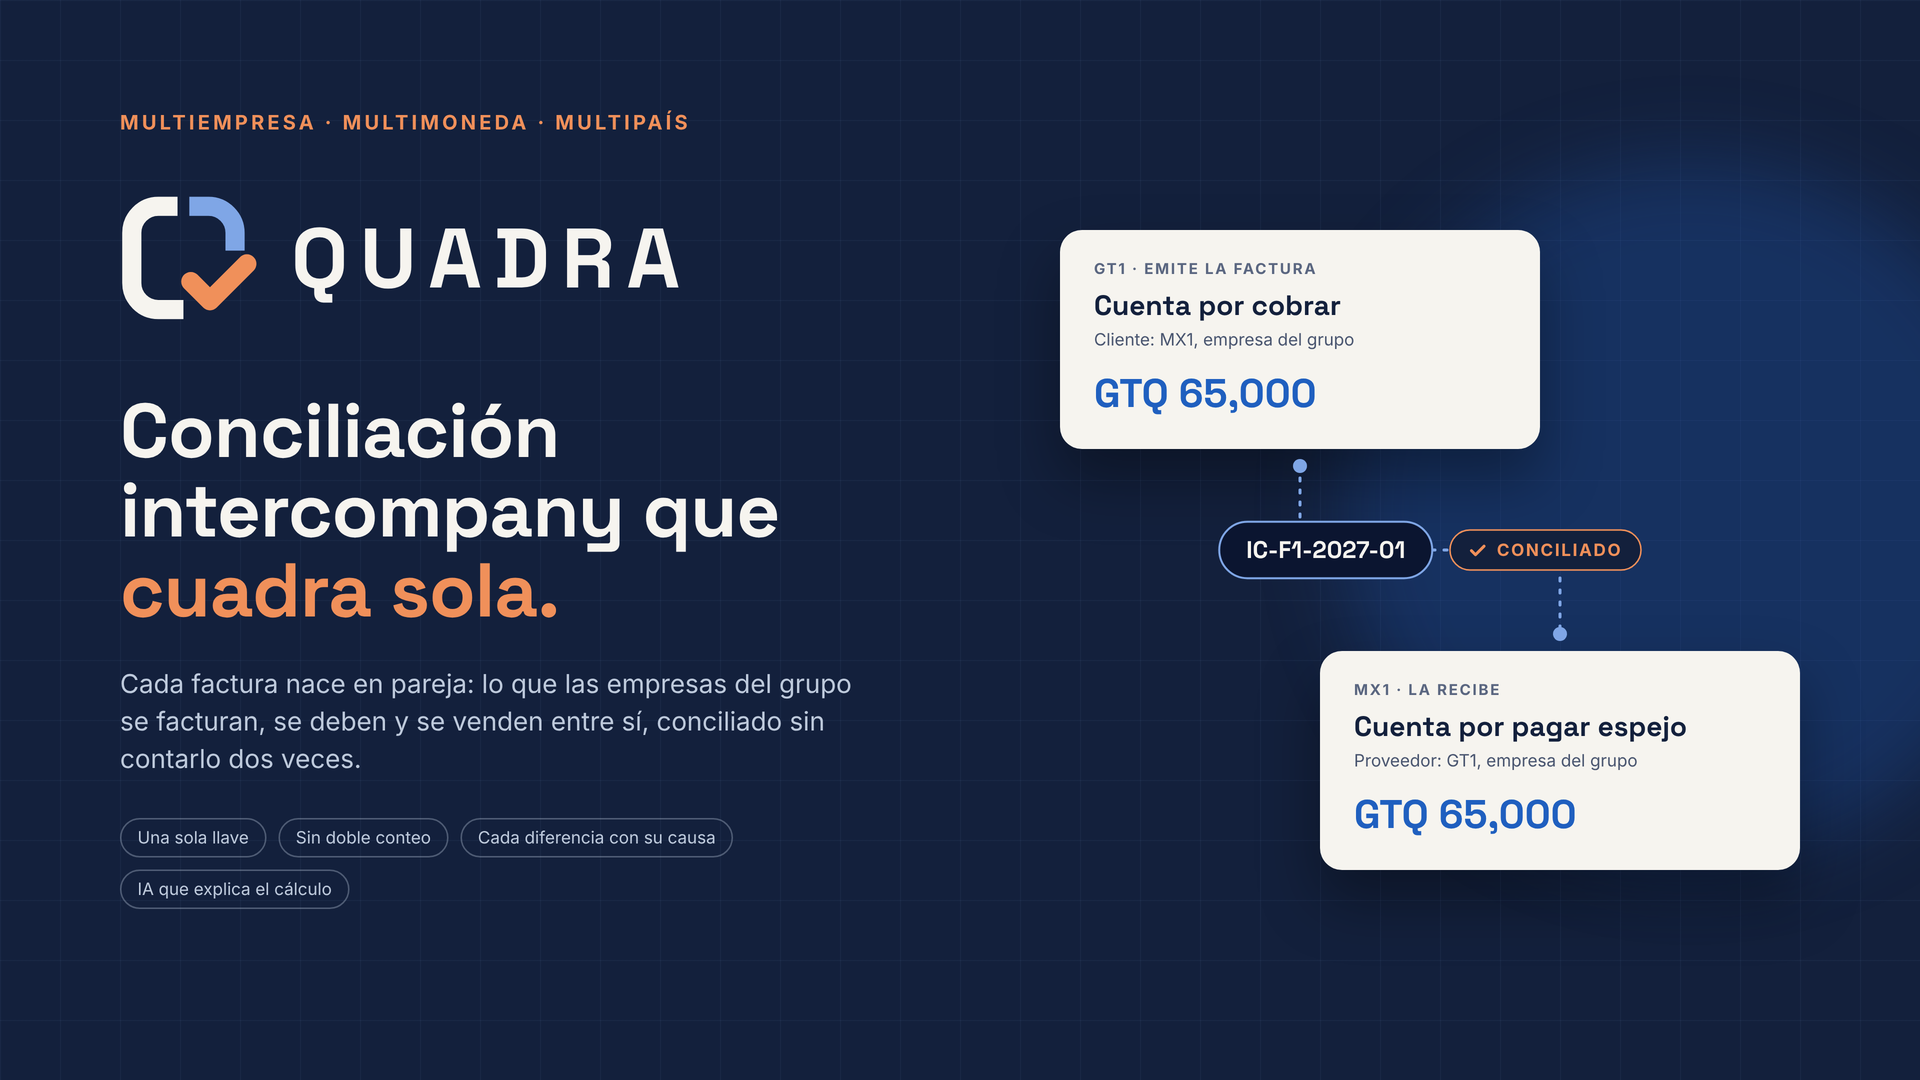 MULTIEMPRESA · MULTIMONEDA · MULTIPAÍS
QUADRA
Conciliación
intercompany que
cuadra sola.
Cada factura nace en pareja: lo que las empresas del grupo
se facturan, se deben y se venden entre sí, conciliado sin
contarlo dos veces.
Una sola llave
Sin doble conteo
Cada diferencia con su causa
IA que explica el cálculo
GT1 · EMITE LA FACTURA
Cuenta por cobrar
Cliente: MX1, empresa del grupo
GTQ 65,000
IC-F1-2027-01
CONCILIADO
MX1 · LA RECIBE
Cuenta por pagar espejo
Proveedor: GT1, empresa del grupo
GTQ 65,000